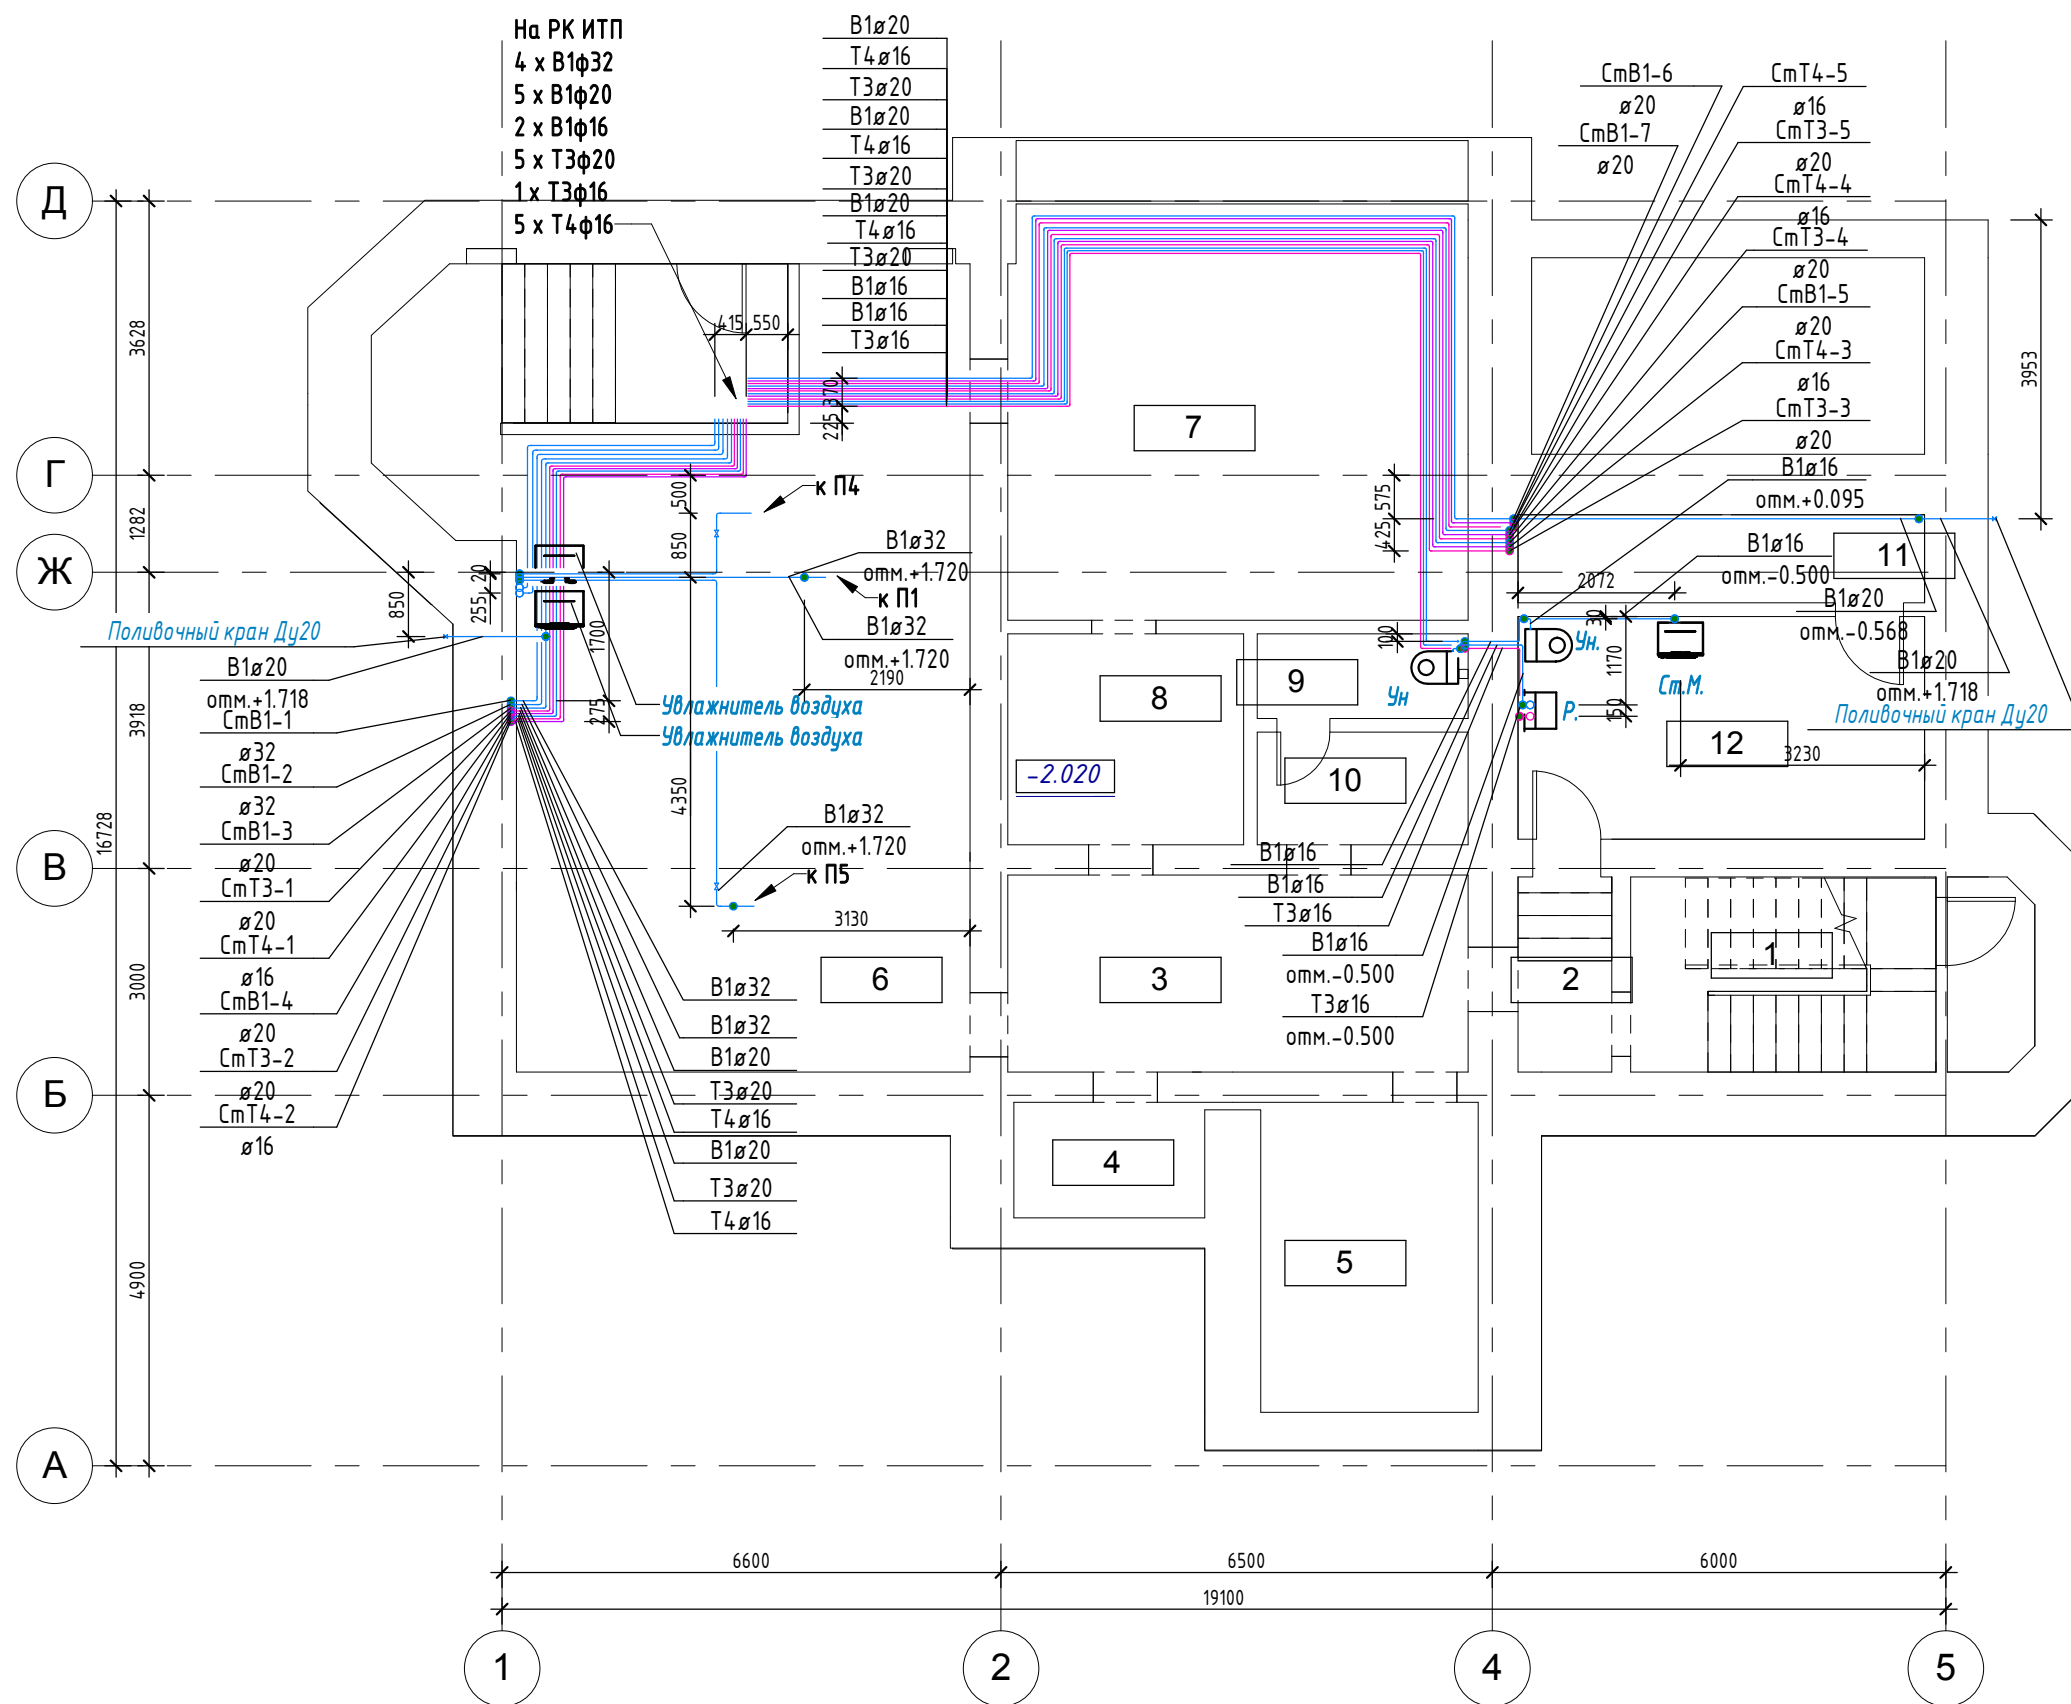 На РК ИТП
4 х В1ф32
5 х В1ф20
2 х В1ф16
5 х Т3ф20
1 х Т3ф16
5 х Т4ф16
В1ø20
Т4ø16
Т3ø20
В1ø20
Т4ø16
Т3ø20
В1ø20
Т4ø16
Т3ø20
В1ø16
В1ø16
Т3ø16
СтВ1-6
ø20
СтВ1-7
ø20
СтТ4-5
ø16
СтТ3-5
ø20
СтТ4-4
ø16
СтТ3-4
ø20
СтВ1-5
ø20
СтТ4-3
ø16
СтТ3-3
ø20
В1ø16
отм.+0.095
В1ø16
отм.-0.500
В1ø20
отм.-0.568
В1ø20
отм.+1.718
Поливочный кран Ду20
Д
Г
Ж
В
Б
А
3628
1282
3918
3000
4900
16728
3953
415
550
370
225
500
850
575
425
20
255
850
1700
275
4350
2190
3130
100
2072
30
1170
150
3230
к П4
В1ø32
отм.+1.720
к П1
В1ø32
отм.+1.720
Поливочный кран Ду20
В1ø20
отм.+1.718
СтВ1-1
ø32
СтВ1-2
ø32
СтВ1-3
ø20
СтТ3-1
ø20
СтТ4-1
ø16
СтВ1-4
ø20
СтТ3-2
ø20
СтТ4-2
ø16
Увлажнитель воздуха
Увлажнитель воздуха
В1ø32
отм.+1.720
к П5
В1ø32
В1ø32
В1ø20
Т3ø20
Т4ø16
В1ø20
Т3ø20
Т4ø16
Ун
Ун.
Ст.М.
Р.
-2.020
В1ø16
В1ø16
Т3ø16
В1ø16
отм.-0.500
Т3ø16
отм.-0.500
7
11
8
9
10
12
6
3
2
1
4
5
6600
6500
6000
19100
1
2
4
5